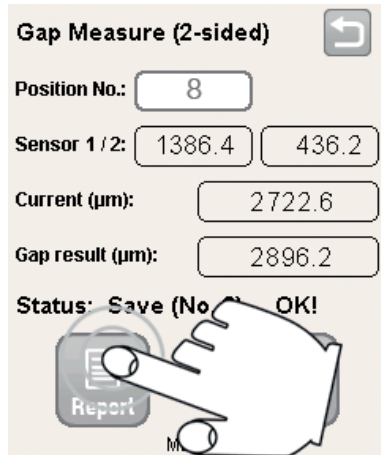 Gap Measure (2-sided)
Position No.: 8
Sensor 1 / 2: 1386.4 436.2
Current (µm): 2722.6
Gap result (µm): 2896.2
Status: Save (No. OK!
Report